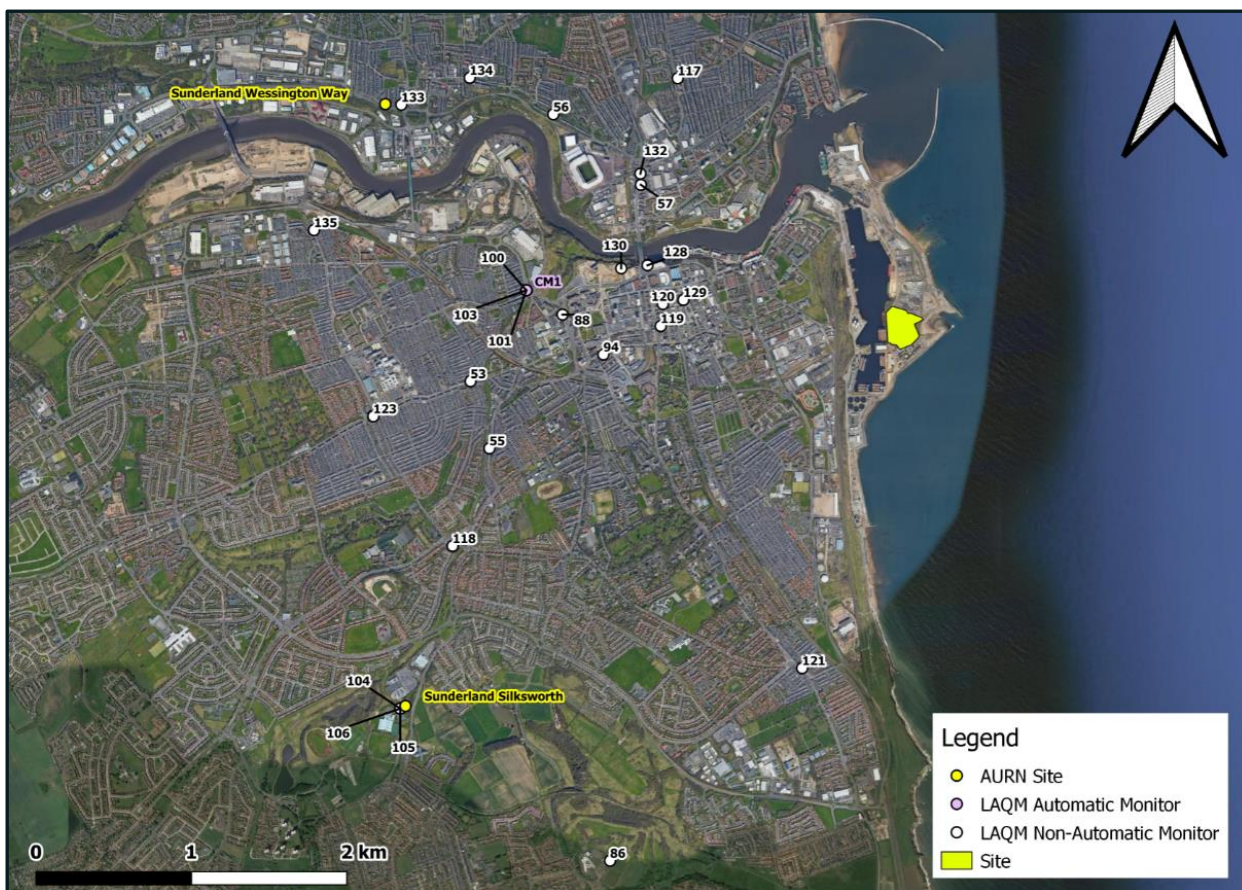 134
117
Sunderland Wessington Way
133
56
132
57
135
130
128
100
CM1
120
129
103
88
119
101
94
53
123
55
118
121
104
Sunderland Silksworth
106
105
86
Legend
AURN Site
LAQM Automatic Monitor
LAQM Non-Automatic Monitor
Site
0 1 2 km